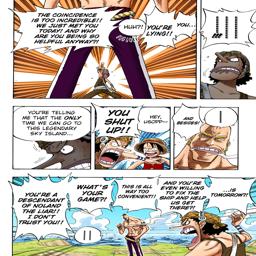 !!!
YOU...
YOU'RE
LYING!!
HUH?!
THE COINCIDENCE
IS TOO INCREDIBLE!!
WE JUST MET YOU
TODAY! AND WHY
ARE YOU BEING SO
HELPFUL ANYWAY?!
!
AND
BESIDES!
HEY,
USOPP--
YOU
SHUT
UP!!
YOU'RE TELLING
ME THAT THE ONLY
TIME WE CAN GO TO
THIS LEGENDARY
SKY ISLAND...
...IS
TOMORROW?!
AND YOU'RE
EVEN WILLING
TO FIX THE
SHIP AND HELP
US GET
THERE?!
THIS IS ALL
WAY TOO
CONVENIENT!!
WHAT'S
YOUR
GAME?!
YOU'RE A
DESCENDANT
OF NOLAND
THE LIAR!! I
DON'T
TRUST YOU!!
!!